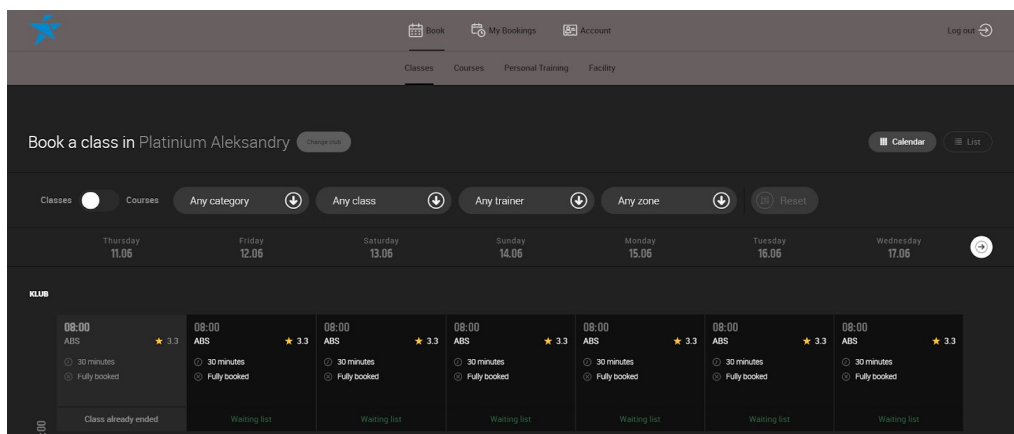 Book My Bookings Account Log out
Classes Courses Personal Training Facility
Book a class in Platinium Aleksandry Change club Calendar List
Classes Courses Any category Any class Any trainer Any zone Reset
Thursday Friday Saturday Sunday Monday Tuesday Wednesday
11.06 12.06 13.06 14.06 15.06 16.06 17.06
KLUB
08:00 08:00 08:00 08:00 08:00 08:00 08:00
ABS 3.3 ABS 3.3 ABS 3.3 ABS 3.3 ABS 3.3 ABS 3.3 ABS 3.3
30 minutes 30 minutes 30 minutes 30 minutes 30 minutes 30 minutes 30 minutes
Fully booked Fully booked Fully booked Fully booked Fully booked Fully booked Fully booked
Class already ended Waiting list Waiting list Waiting list Waiting list Waiting list Waiting list